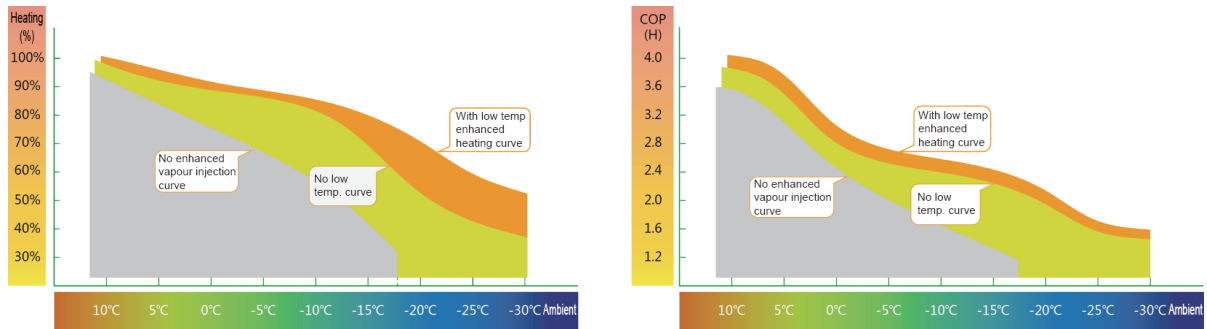 Heating
(%)
100%
90%
80%
70%
60%
50%
40%
30%
With low temp
enhanced
heating curve
No enhanced
vapour injection
curve
No low
temp. curve
10℃ 5℃ 0℃ -5℃ -10℃ -15℃ -20℃ -25℃ -30℃ Ambient
COP
(H)
4.0
3.6
3.2
2.8
2.4
2.0
1.6
1.2
With low temp
enhanced
heating curve
No enhanced
vapour injection
curve
No low
temp. curve
10℃ 5℃ 0℃ -5℃ -10℃ -15℃ -20℃ -25℃ -30℃ Ambient